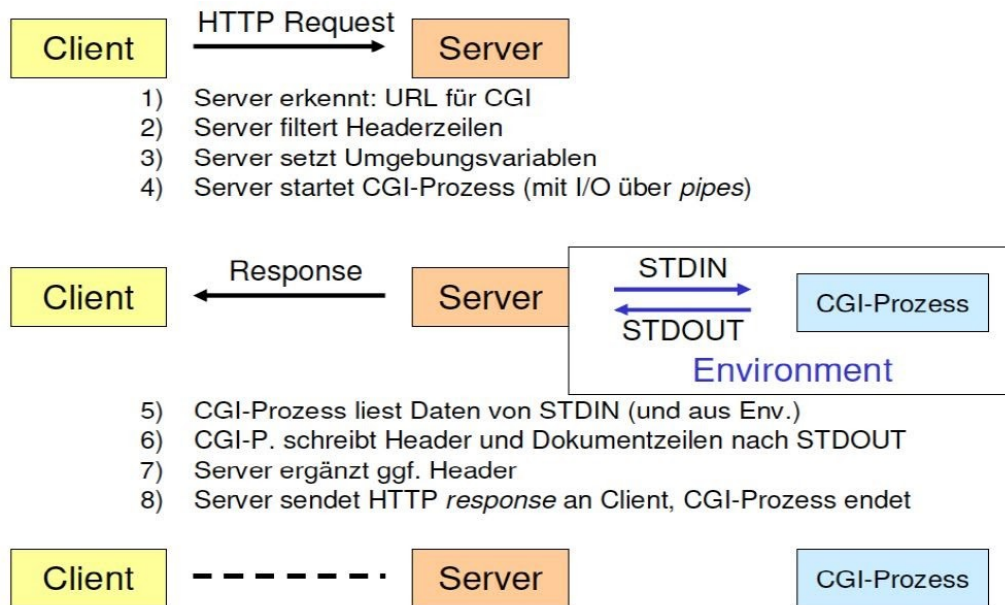 HTTP Request
Client
Server
1) Server erkennt: URL für CGI
2) Server filtert Headerzeilen
3) Server setzt Umgebungsvariablen
4) Server startet CGI-Prozess (mit I/O über pipes)
Response
STDIN
Client
Server
CGI-Prozess
STDOUT
Environment
5) CGI-Prozess liest Daten von STDIN (und aus Env.)
6) CGI-P. schreibt Header und Dokumentzeilen nach STDOUT
7) Server ergänzt ggf. Header
8) Server sendet HTTP response an Client, CGI-Prozess endet
Client
Server
CGI-Prozess